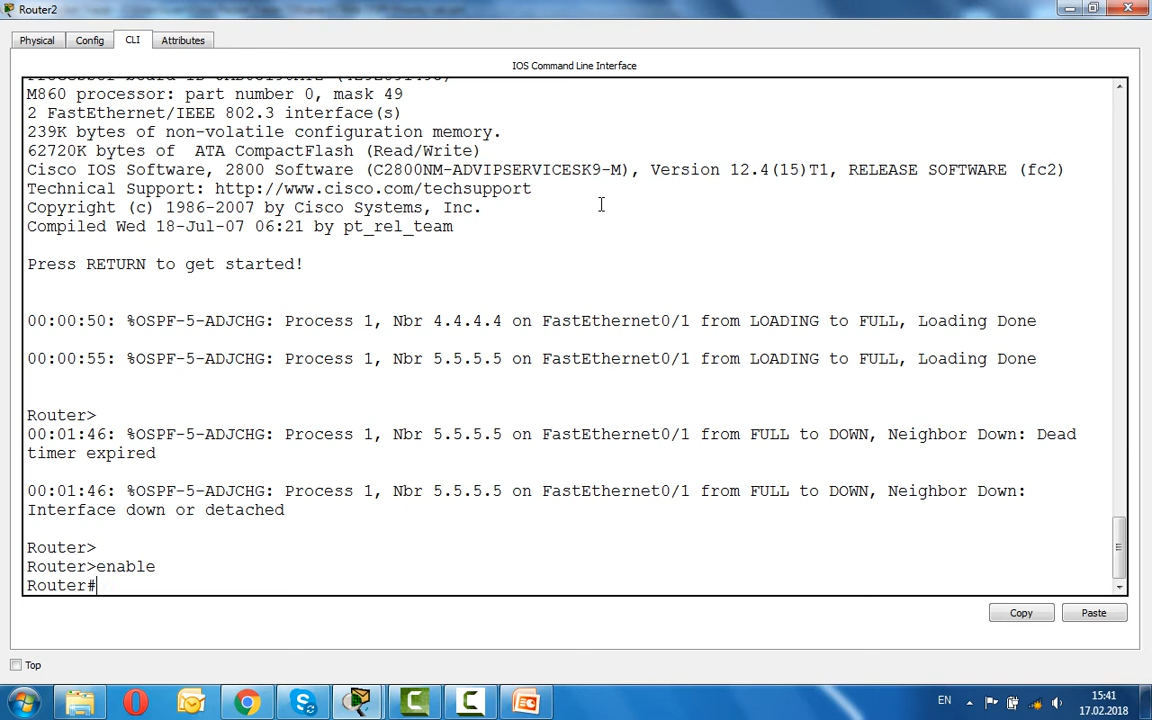 Router2
Physical
Config
CLI
Attributes
IOS Command Line Interface
M860 processor: part number 0, mask 49
2 FastEthernet/IEEE 802.3 interface(s)
239K bytes of non-volatile configuration memory.
62720K bytes of  ATA CompactFlash (Read/Write)
Cisco IOS Software, 2800 Software (C2800NM-ADVIPSERVICESK9-M), Version 12.4(15)T1, RELEASE SOFTWARE (fc2)
Technical Support: http://www.cisco.com/techsupport
Copyright (c) 1986-2007 by Cisco Systems, Inc.
Compiled Wed 18-Jul-07 06:21 by pt_rel_team
Press RETURN to get started!
00:00:50: %OSPF-5-ADJCHG: Process 1, Nbr 4.4.4.4 on FastEthernet0/1 from LOADING to FULL, Loading Done
00:00:55: %OSPF-5-ADJCHG: Process 1, Nbr 5.5.5.5 on FastEthernet0/1 from LOADING to FULL, Loading Done
Router>
00:01:46: %OSPF-5-ADJCHG: Process 1, Nbr 5.5.5.5 on FastEthernet0/1 from FULL to DOWN, Neighbor Down: Dead
timer expired
00:01:46: %OSPF-5-ADJCHG: Process 1, Nbr 5.5.5.5 on FastEthernet0/1 from FULL to DOWN, Neighbor Down:
Interface down or detached
Router>
Router>enable
Router#
Copy
Paste
Top
EN
15:41
17.02.2018